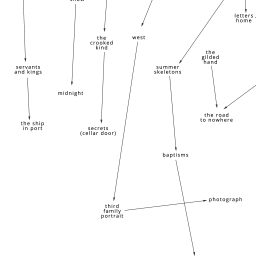 letters
home
the
crooked
kind
west
the
gilded
hand
servants
and kings
summer
skeletons
midnight
the road
to nowhere
the ship
in port
secrets
(cellar door)
baptisms
photograph
third
family
portrait